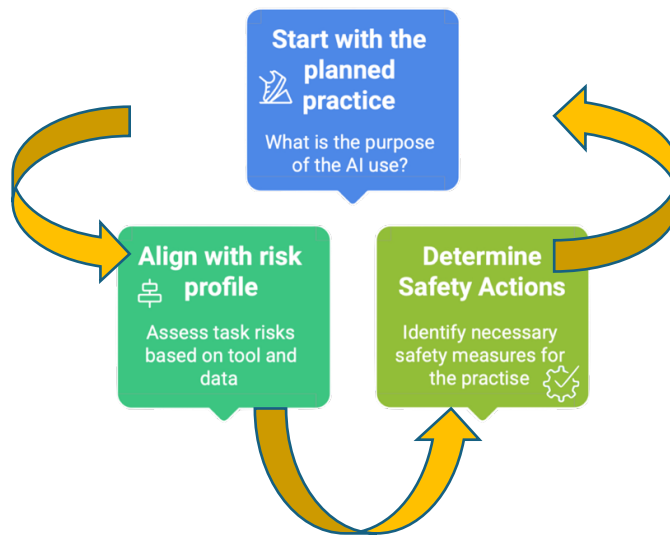 Start with the
planned
practice
What is the purpose
of the AI use?
Align with risk
profile
Assess task risks
based on tool and
data
Determine
Safety Actions
Identify necessary
safety measures for
the practise